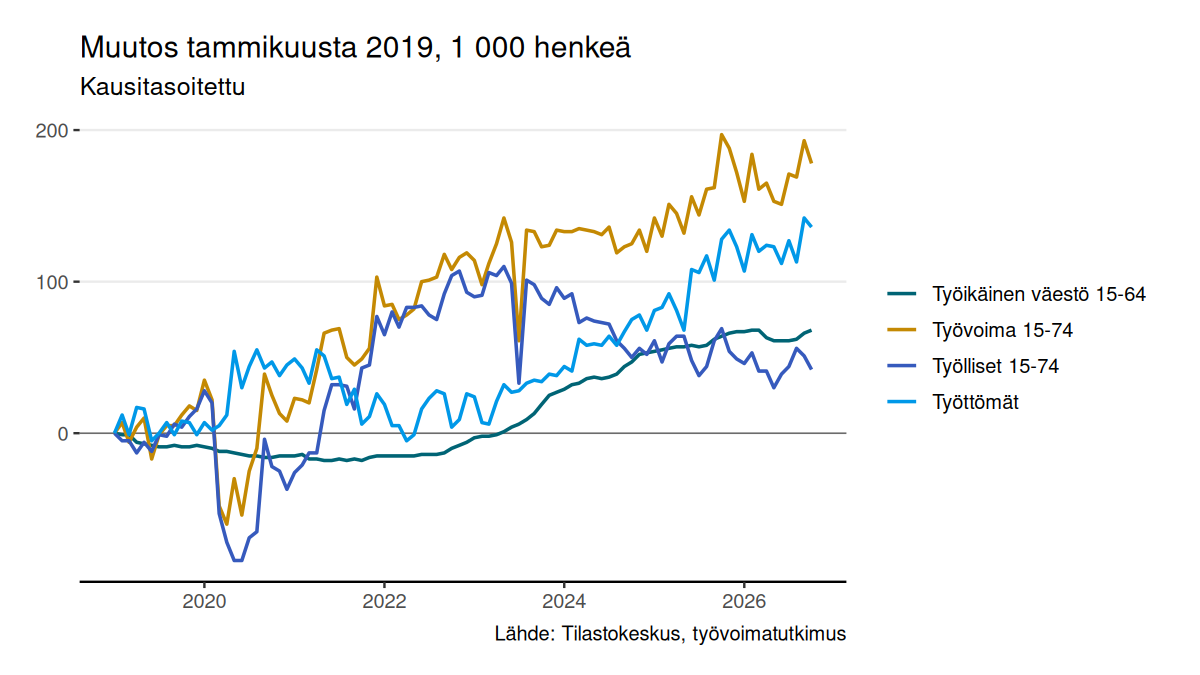 Muutos tammikuusta 2019, 1 000 henkeä
Kausitasoitettu
200
100
0
2020 2022 2024 2026
Työikäinen väestö 15-64
Työvoima 15-74
Työlliset 15-74
Työttömät
Lähde: Tilastokeskus, työvoimatutkimus